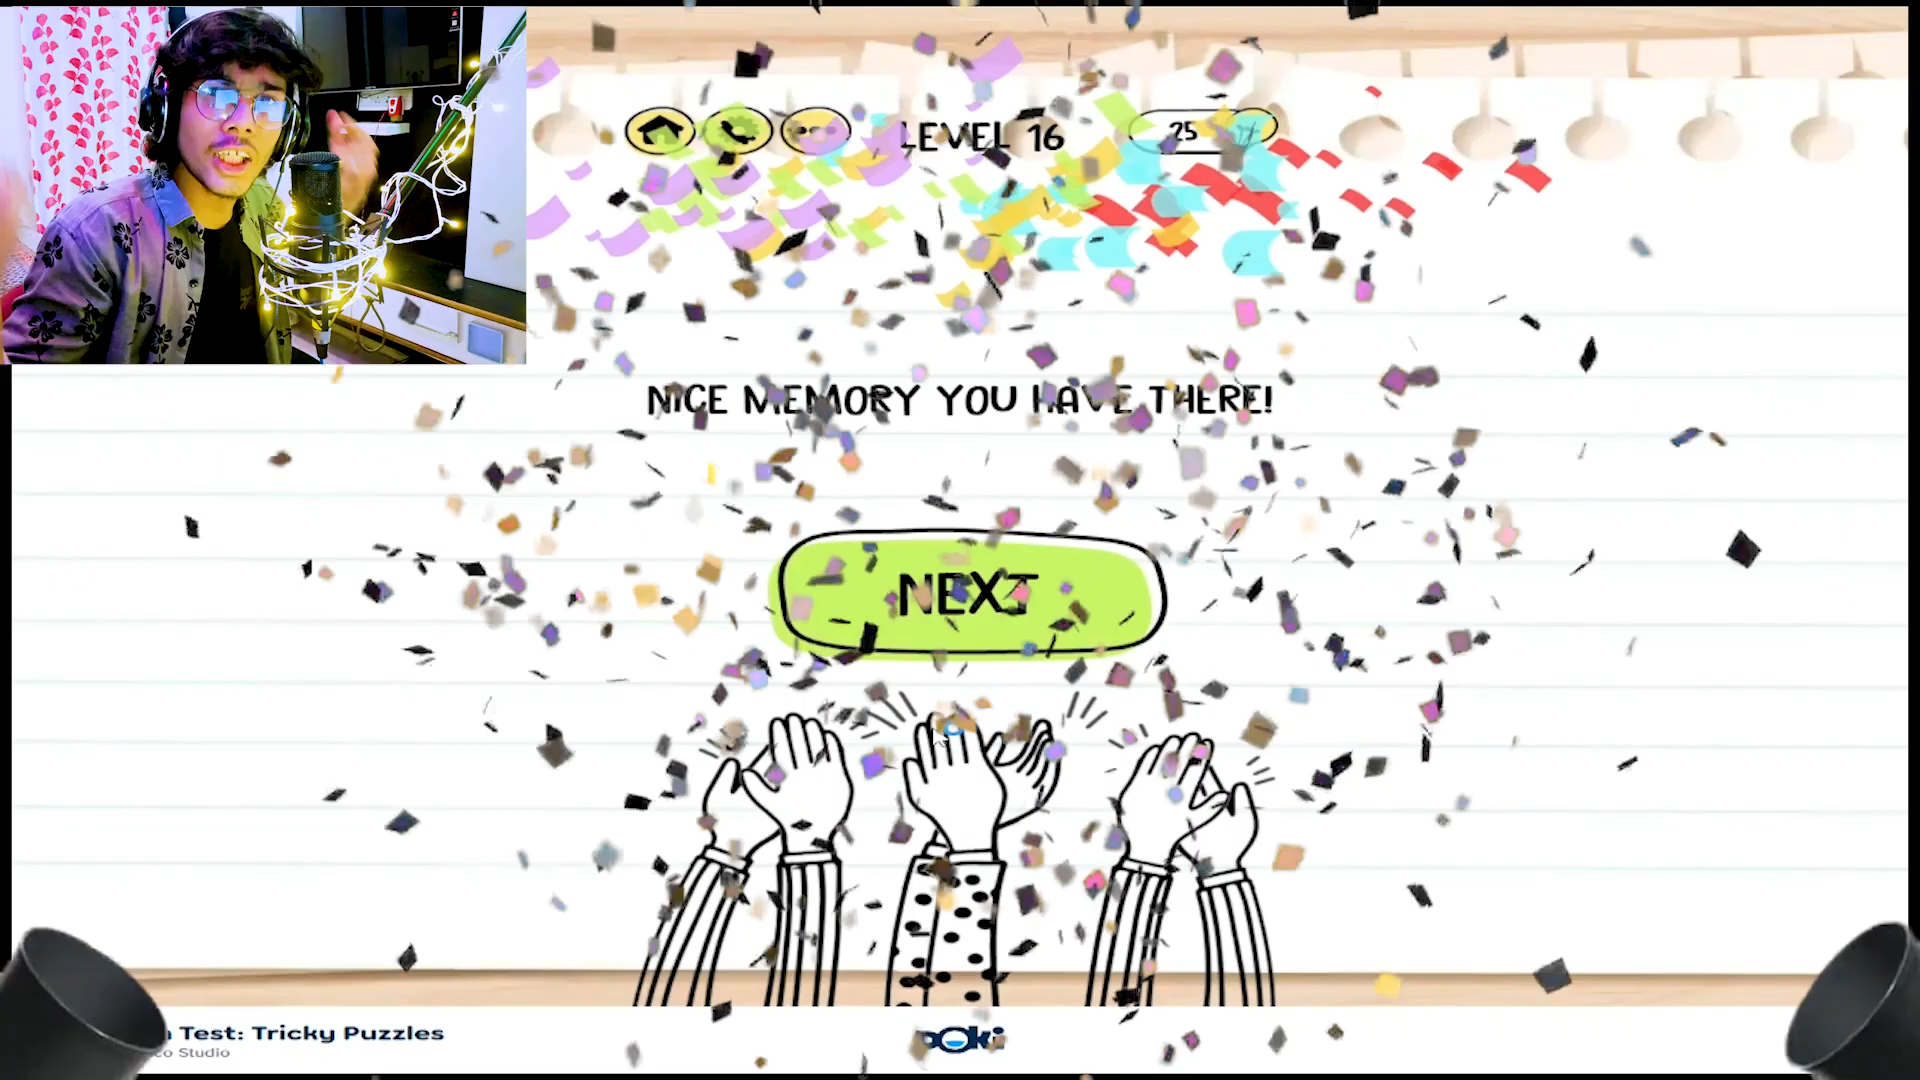 LEVEL 16
25
NICE MEMORY YOU HAVE THERE!
NEXT
Test: Tricky Puzzles
Studio